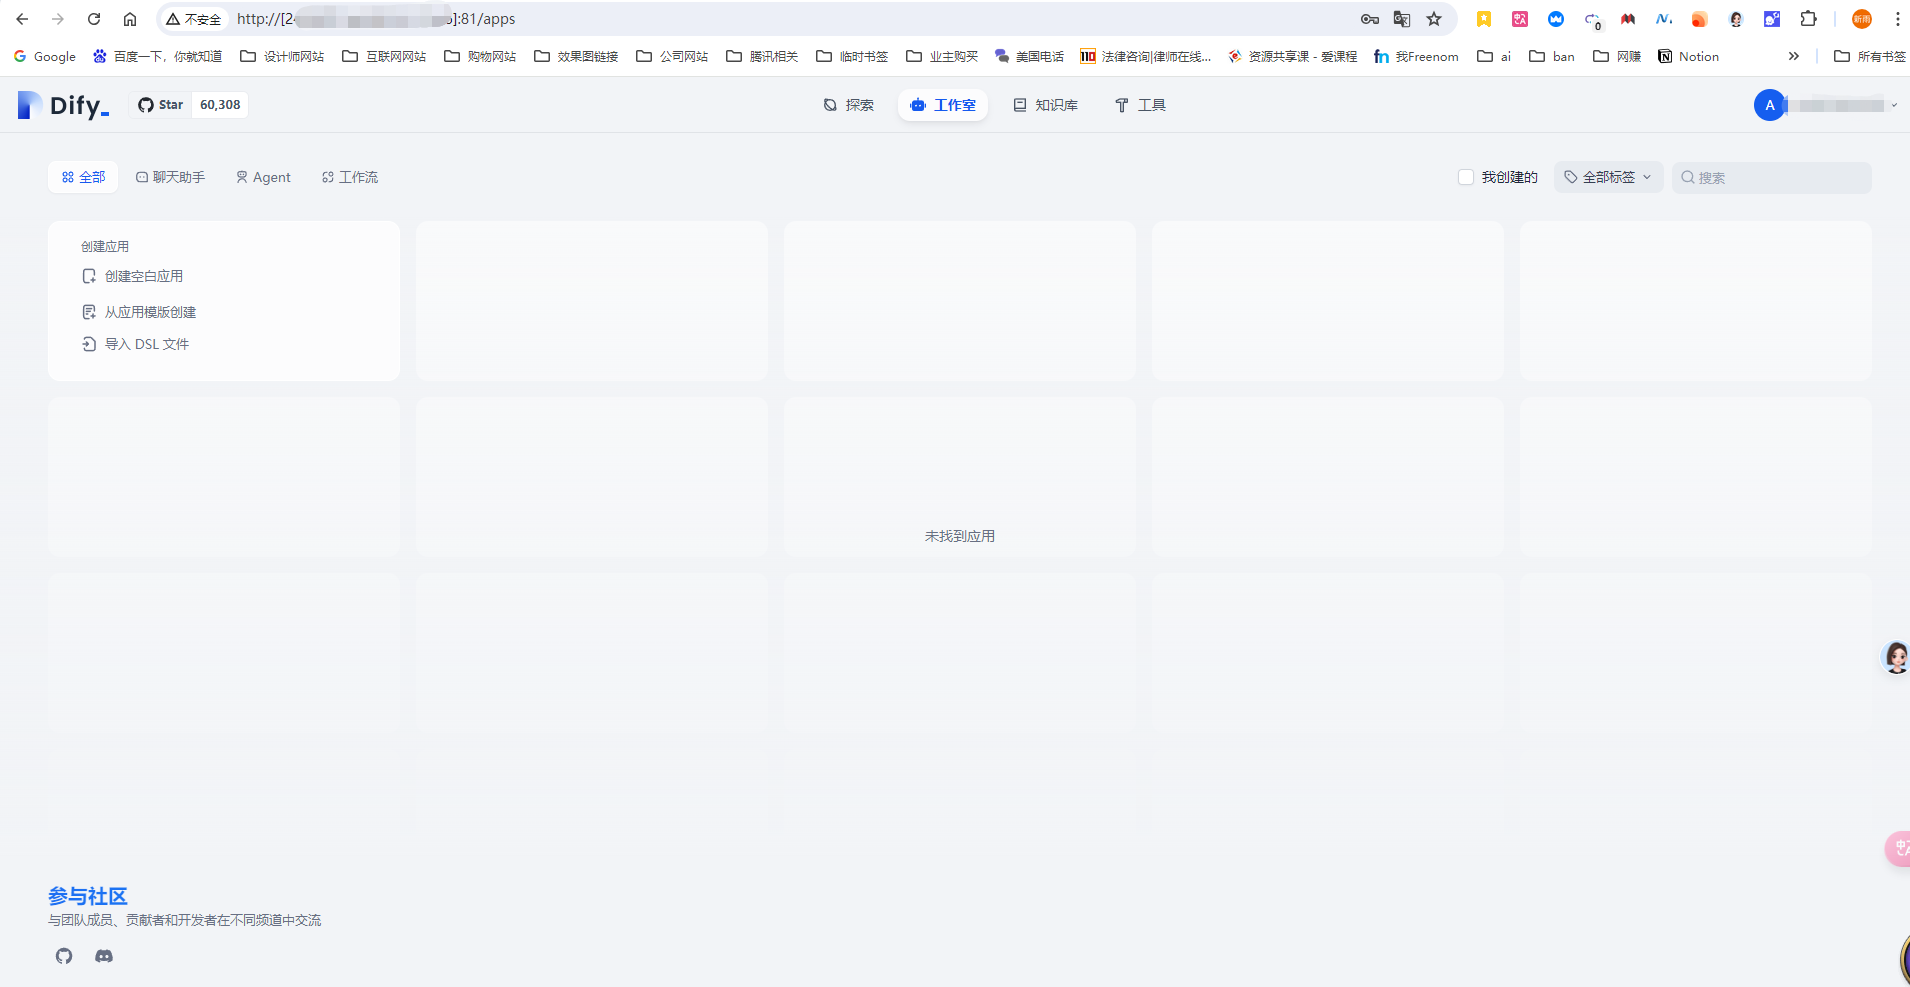 不安全 http://[24 ]:81/apps 0 新雨
Google 百度一下，你就知道 设计师网站 互联网网站 购物网站 效果图链接 公司网站 腾讯相关 临时书签 业主购买 美国电话 法律咨询|律师在线... 资源共享课 - 爱课程 fn 我Freenom ai ban 网赚 Notion 所有书签
Dify_ Star 60,308 探索 工作室 知识库 工具 A
全部 聊天助手 Agent 工作流 我创建的 全部标签 搜索
创建应用
创建空白应用
从应用模版创建
导入 DSL 文件
未找到应用
参与社区
与团队成员、贡献者和开发者在不同频道中交流